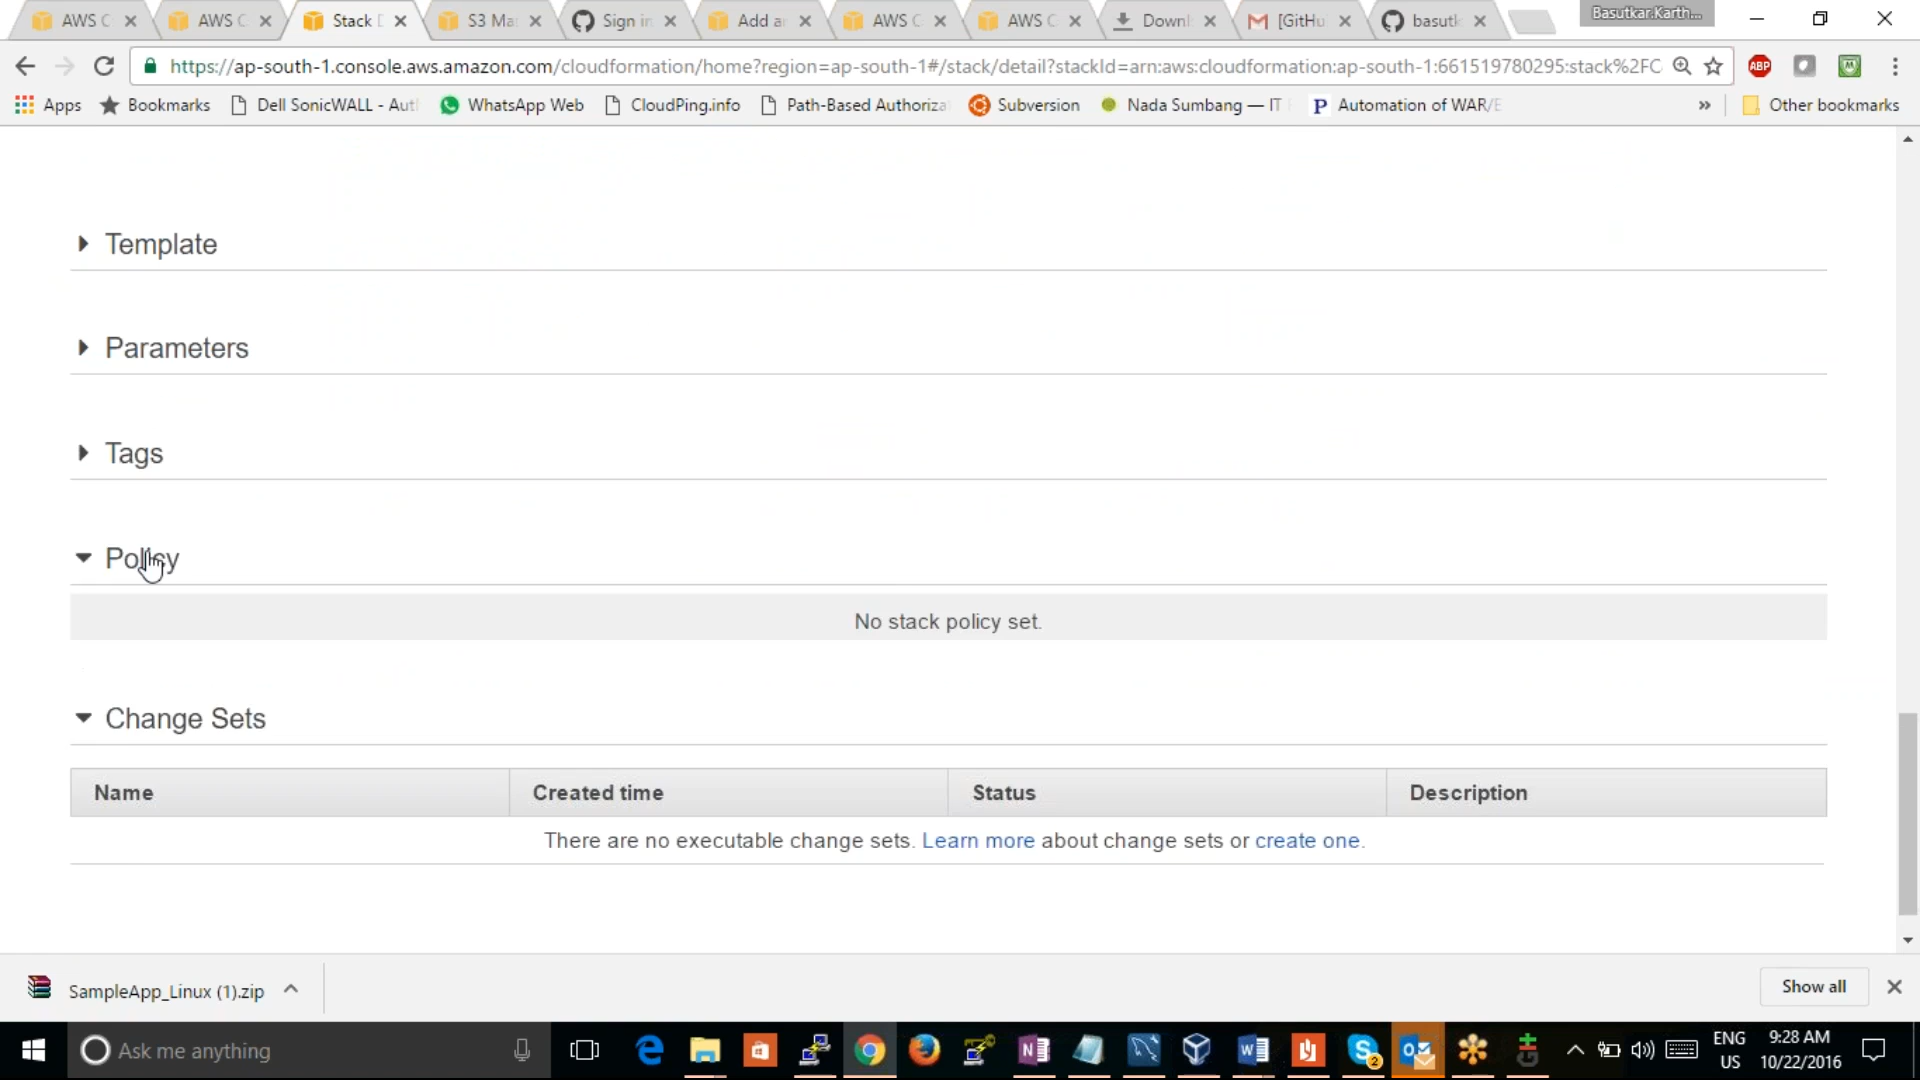 AWS C
AWS C
Stack D
S3 Ma
Sign in
Add a
AWS C
AWS C
Downl
[GitHu
basutk
Basutkar.Karth...
https://ap-south-1.console.aws.amazon.com/cloudformation/home?region=ap-south-1#/stack/detail?stackId=arn:aws:cloudformation:ap-south-1:661519780295:stack%2FC
ABP
Apps
Bookmarks
Dell SonicWALL - Aut
WhatsApp Web
CloudPing.info
Path-Based Authoriza
Subversion
Nada Sumbang — IT
Automation of WAR/E
»
Other bookmarks
Template
Parameters
Tags
Policy
No stack policy set.
Change Sets
Name Created time Status Description
There are no executable change sets. Learn more about change sets or create one.
SampleApp_Linux (1).zip
Show all
Ask me anything
ENG
US
9:28 AM
10/22/2016